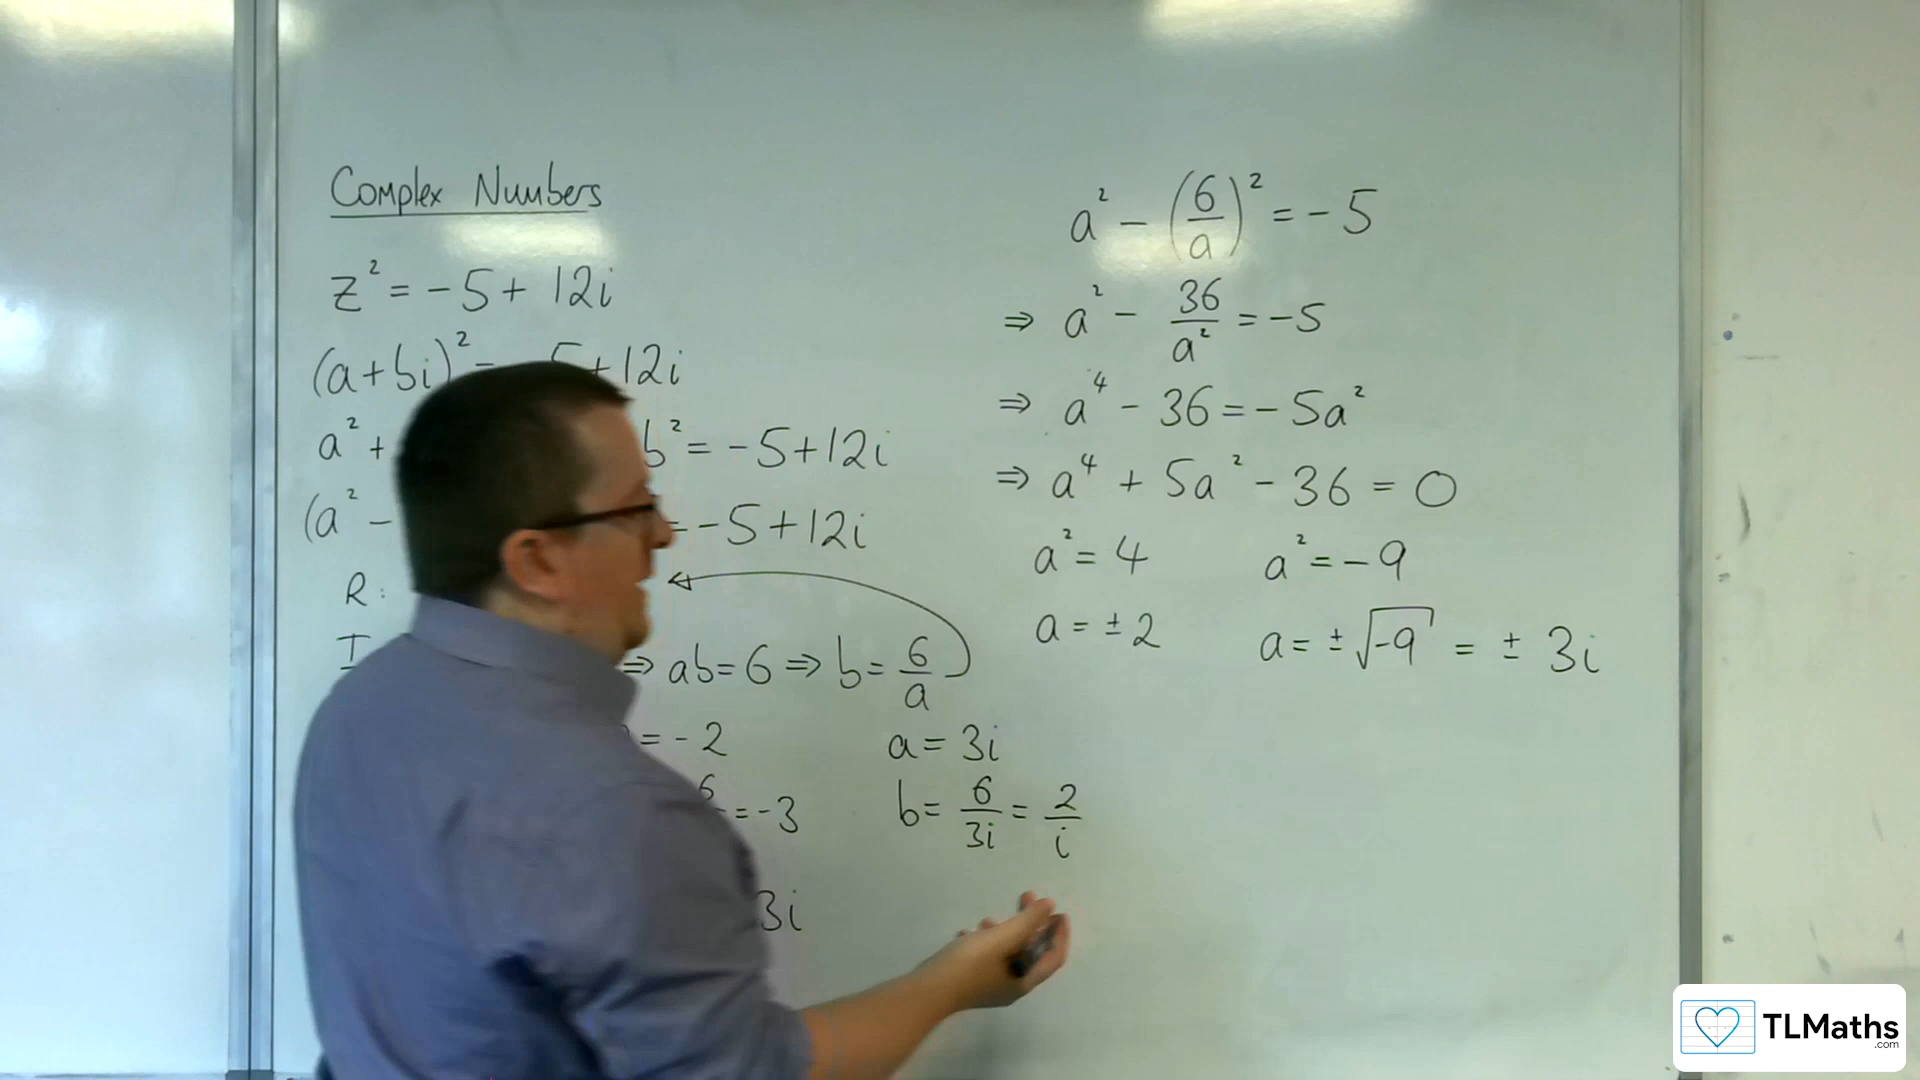 Complex Numbers
z² = -5 + 12i
(a+bi)² = -5 + 12i
a² + b² = -5+12i
(a² - = -5+12i
R:
I
⇒ ab=6 ⇒ b= 6/a
= -2
6 = -3
3i
a= 3i
b= 6/3i = 2/i
a² - (6/a)² = -5
⇒ a² - 36/a² = -5
⇒ a⁴ - 36 = -5a²
⇒ a⁴ + 5a² - 36 = 0
a² = 4 a² = -9
a = ±2 a = ±√-9 = ± 3i
TLMaths
.com